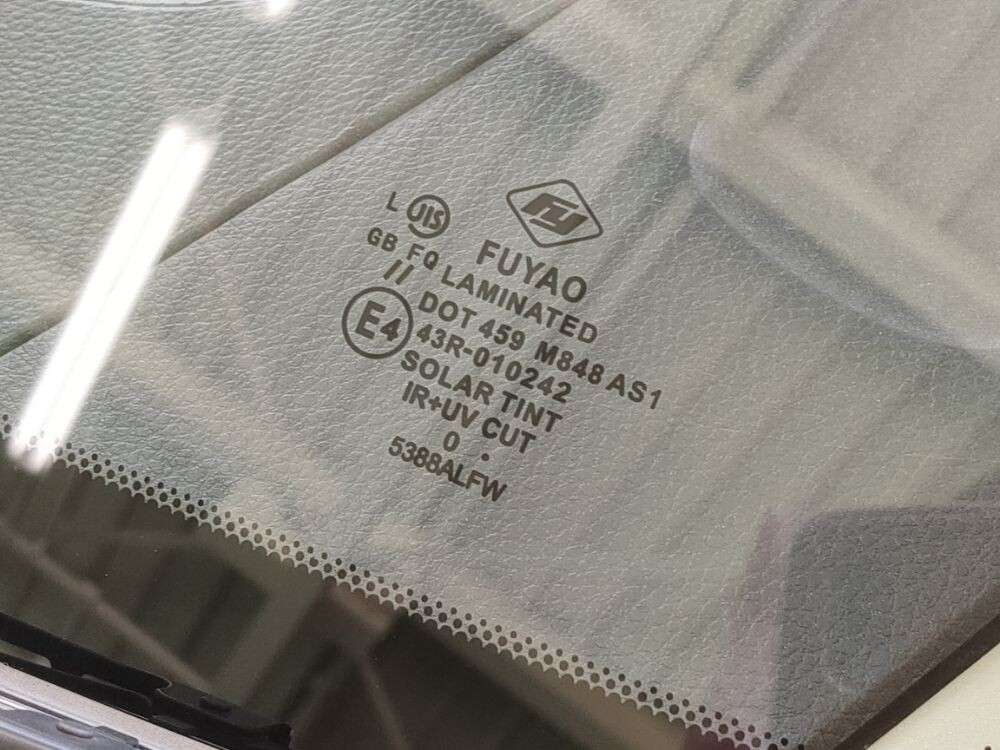 FY
FUYAO
L JIS
GB FQ LAMINATED
//
DOT 459 M848 AS1
E4 43R-010242
SOLAR TINT
IR+UV CUT
0 .
5388ALFW